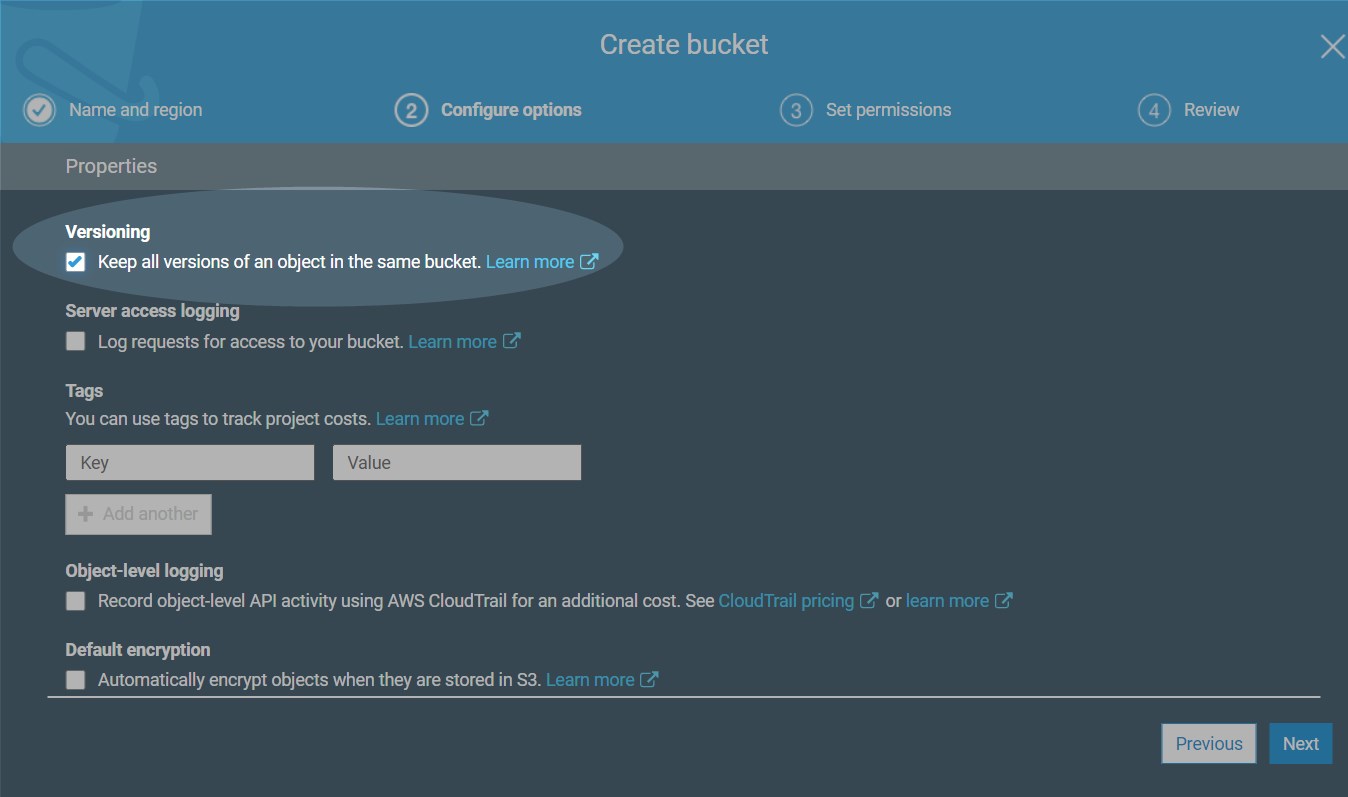 Create bucket
Name and region
2 Configure options
3 Set permissions
4 Review
Properties
Versioning
Keep all versions of an object in the same bucket. Learn more
Server access logging
Log requests for access to your bucket. Learn more
Tags
You can use tags to track project costs. Learn more
Key
Value
Add another
Object-level logging
Record object-level API activity using AWS CloudTrail for an additional cost. See CloudTrail pricing or learn more
Default encryption
Automatically encrypt objects when they are stored in S3. Learn more
Previous
Next